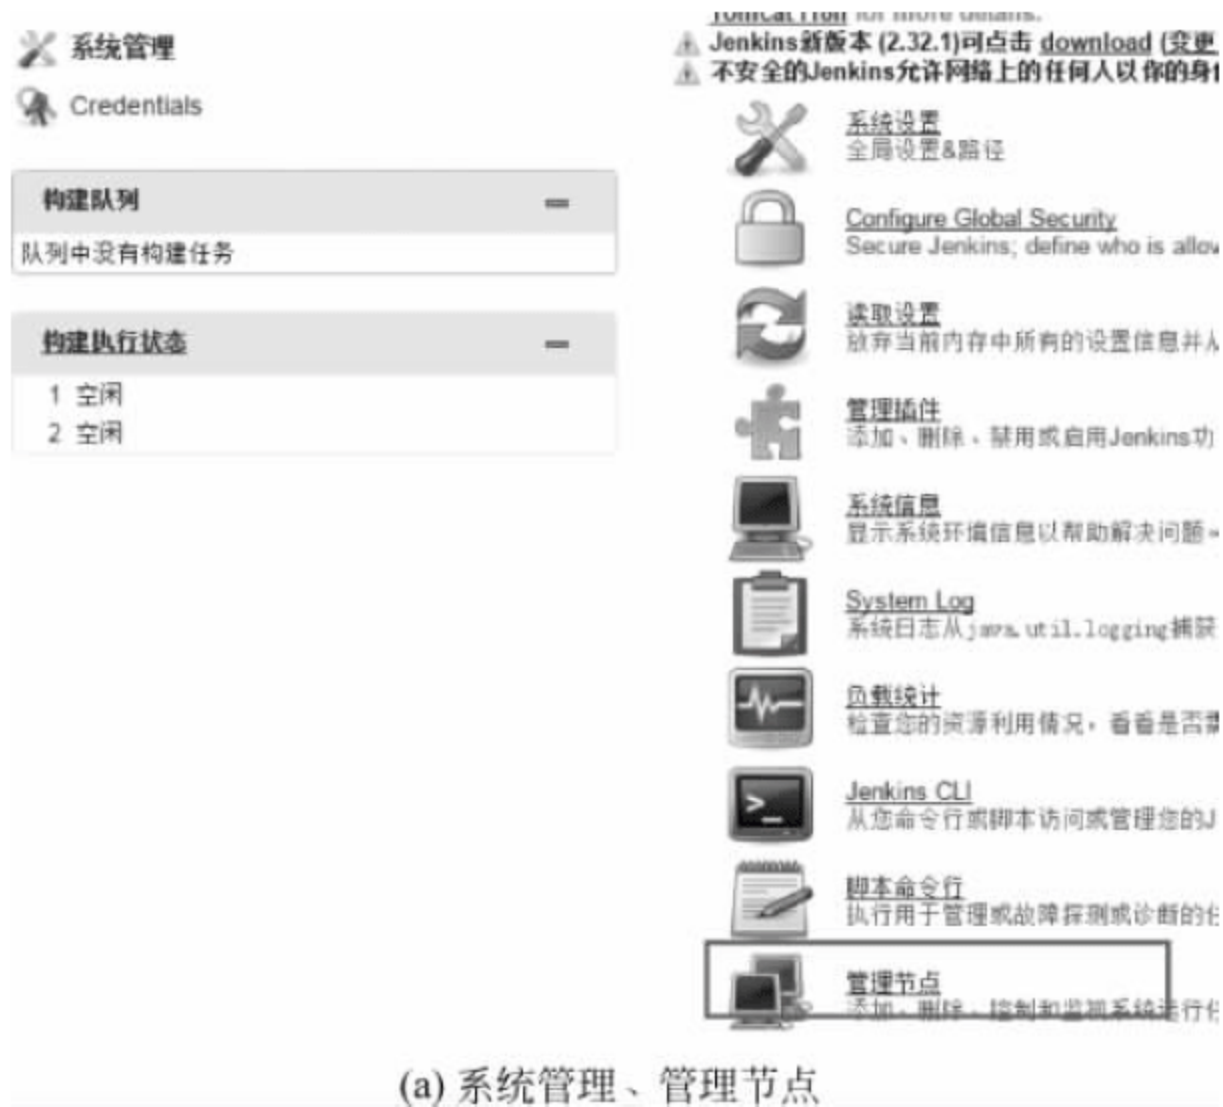 系统管理
Credentials
构建队列
队列中没有构建任务
构建执行状态
1 空闲
2 空闲
Tomcat i18n for more details.
Jenkins新版本 (2.32.1)可点击 download (变更
不安全的Jenkins允许网络上的任何人以你的身
系统设置
全局设置&路径
Configure Global Security
Secure Jenkins; define who is allow
读取设置
放弃当前内存中所有的设置信息并从
管理插件
添加、删除、禁用或启用Jenkins功
系统信息
显示系统环境信息以帮助解决问题。
System Log
系统日志从java.util.logging捕获
负载统计
检查您的资源利用情况，看看是否需
Jenkins CLI
从您命令行或脚本访问或管理您的J
脚本命令行
执行用于管理或故障探测或诊断的任
管理节点
添加、删除、控制和监视系统运行任
(a) 系统管理、管理节点